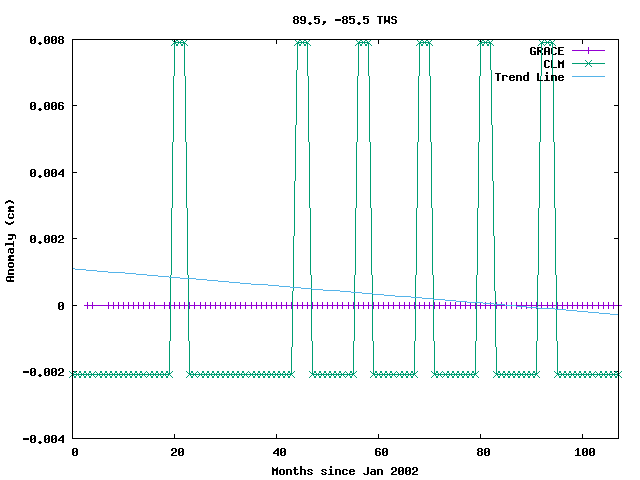 89.5, -85.5 TWS
GRACE
CLM
Trend Line
0.008
0.006
0.004
0.002
0
-0.002
-0.004
Anomaly (cm)
0 20 40 60 80 100
Months since Jan 2002